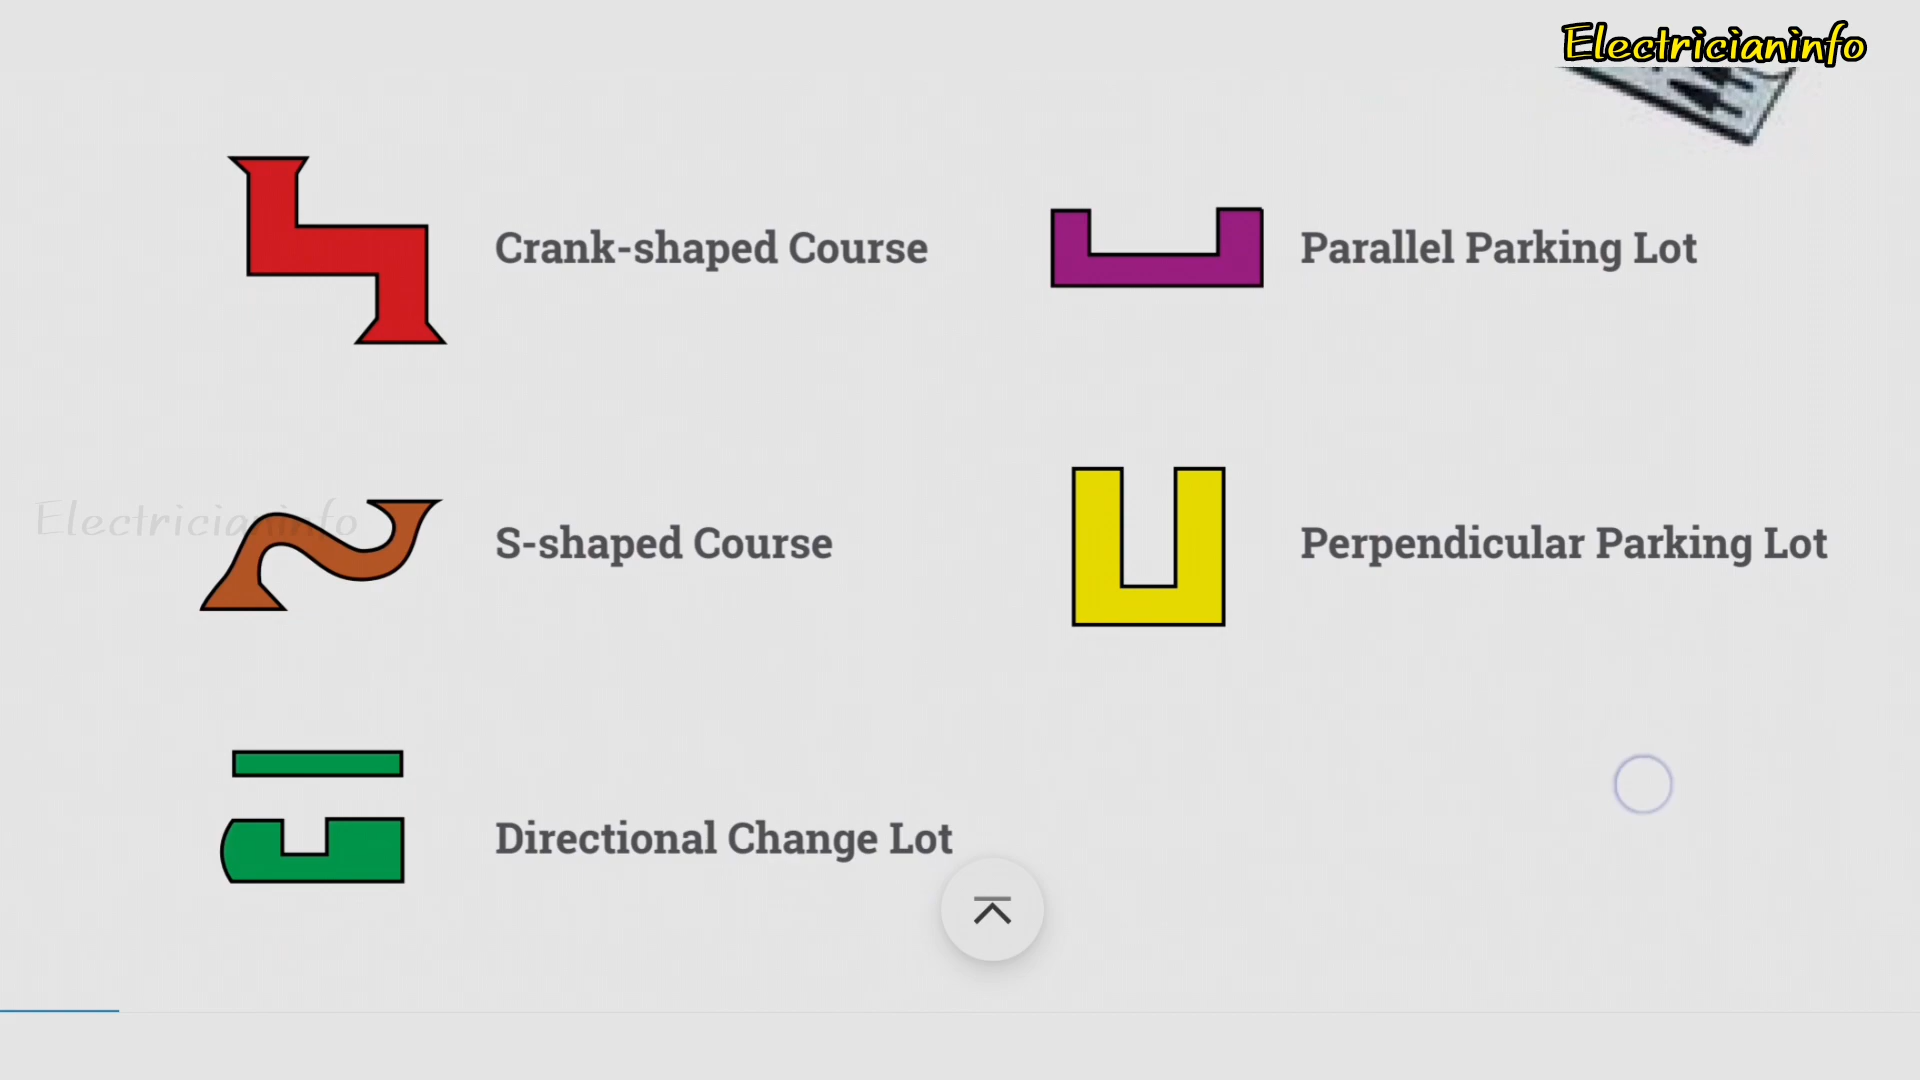 Electricianinfo
Crank-shaped Course
Parallel Parking Lot
Electricianinfo
S-shaped Course
Perpendicular Parking Lot
Directional Change Lot